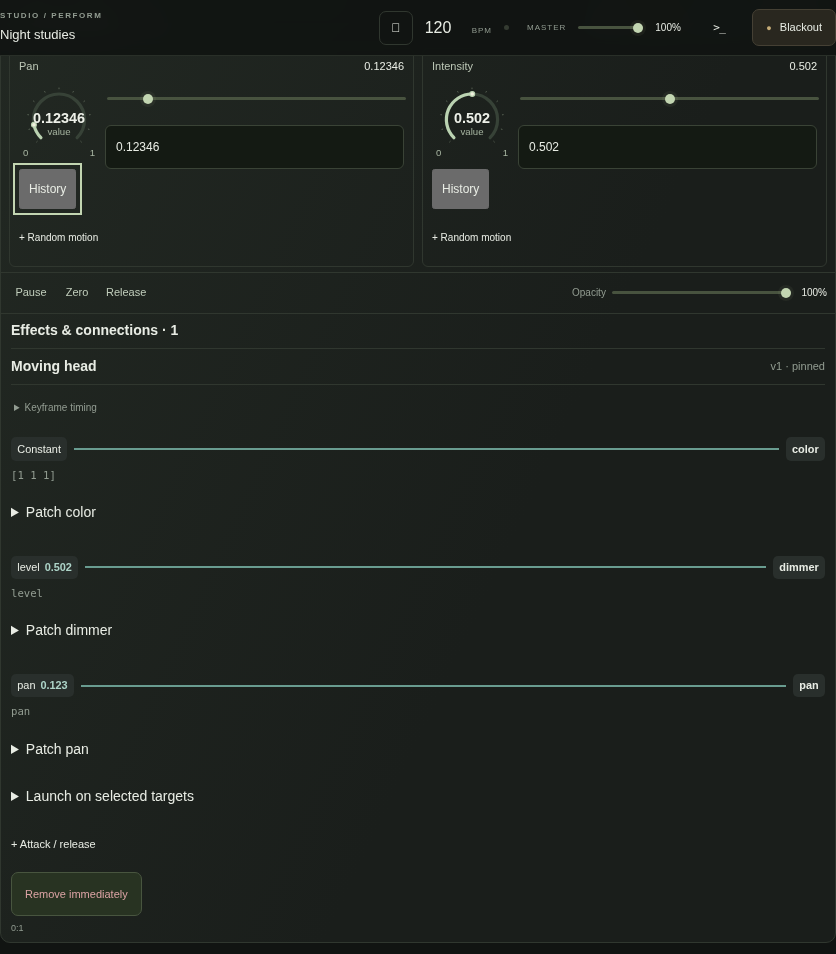 STUDIO / PERFORM
Night studies
120 BPM
MASTER 100%
>_
Blackout
Pan 0.12346
0.12346
value
0 1
0.12346
History
+ Random motion
Intensity 0.502
0.502
value
0 1
0.502
History
+ Random motion
Pause Zero Release
Opacity 100%
Effects & connections · 1
Moving head v1 · pinned
Keyframe timing
Constant color
[1 1 1]
Patch color
level 0.502 dimmer
level
Patch dimmer
pan 0.123 pan
pan
Patch pan
Launch on selected targets
+ Attack / release
Remove immediately
0:1